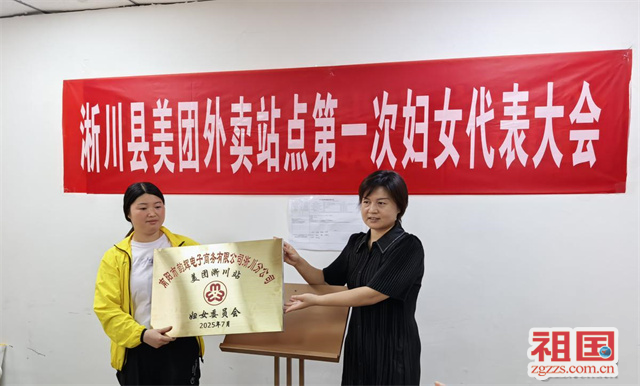 淅川县美团外卖站点第一次妇女代表大会
南阳市韵珲电子商务有限公司淅川分公司
美团淅川站
妇女委员会
2025年7月
祖国
zgzzs.com.cn